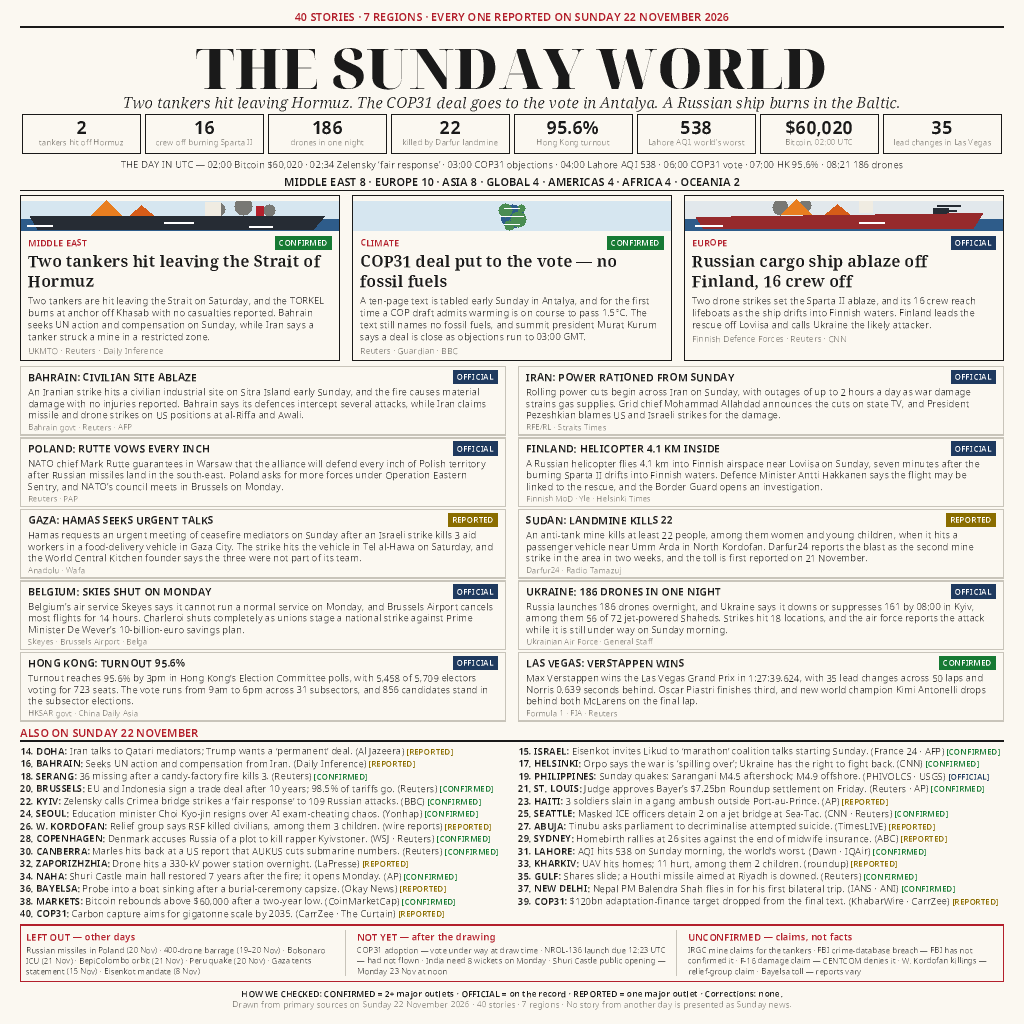 40 STORIES · 7 REGIONS · EVERY ONE REPORTED ON SUNDAY 22 NOVEMBER 2026
THE SUNDAY WORLD
Two tankers hit leaving Hormuz. The COP31 deal goes to the vote in Antalya. A Russian ship burns in the Baltic.
2
tankers hit off Hormuz
16
crew off burning Sparta II
186
drones in one night
22
killed by Darfur landmine
95.6%
Hong Kong turnout
538
Lahore AQI world's worst
$60,020
Bitcoin, 02:00 UTC
35
lead changes in Las Vegas
THE DAY IN UTC — 02:00 Bitcoin $60,020 · 02:34 Zelensky 'fair response' · 03:00 COP31 objections · 04:00 Lahore AQI 538 · 06:00 COP31 vote · 07:00 HK 95.6% · 08:21 186 drones
MIDDLE EAST 8 · EUROPE 10 · ASIA 8 · GLOBAL 4 · AMERICAS 4 · AFRICA 4 · OCEANIA 2
MIDDLE EAST
CONFIRMED
Two tankers hit leaving the Strait of
Hormuz
Two tankers are hit leaving the Strait on Saturday, and the TORKEL
burns at anchor off Khasab with no casualties reported. Bahrain
seeks UN action and compensation on Sunday, while Iran says a
tanker struck a mine in a restricted zone.
UKMTO · Reuters · Daily Inference
CLIMATE
CONFIRMED
COP31 deal put to the vote — no
fossil fuels
A ten-page text is tabled early Sunday in Antalya, and for the first
time a COP draft admits warming is on course to pass 1.5°C. The
text still names no fossil fuels, and summit president Murat Kurum
says a deal is close as objections run to 03:00 GMT.
Reuters · Guardian · BBC
EUROPE
OFFICIAL
Russian cargo ship ablaze off
Finland, 16 crew off
Two drone strikes set the Sparta II ablaze, and its 16 crew reach
lifeboats as the ship drifts into Finnish waters. Finland leads the
rescue off Loviisa and calls Ukraine the likely attacker.
Finnish Defence Forces · Reuters · CNN
BAHRAIN: CIVILIAN SITE ABLAZE
OFFICIAL
An Iranian strike hits a civilian industrial site on Sitra Island early Sunday, and the fire causes material
damage with no injuries reported. Bahrain says its defences intercept several attacks, while Iran claims
missile and drone strikes on US positions at al-Riffa and Awali.
Bahrain govt · Reuters · AFP
IRAN: POWER RATIONED FROM SUNDAY
OFFICIAL
Rolling power cuts begin across Iran on Sunday, with outages of up to 2 hours a day as war damage
strains gas supplies. Grid chief Mohammad Allahdad announces the cuts on state TV, and President
Pezeshkian blames US and Israeli strikes for the damage.
RFE/RL · Straits Times
POLAND: RUTTE VOWS EVERY INCH
OFFICIAL
NATO chief Mark Rutte guarantees in Warsaw that the alliance will defend every inch of Polish territory
after Russian missiles land in the south-east. Poland asks for more forces under Operation Eastern
Sentry, and NATO's council meets in Brussels on Monday.
Reuters · PAP
FINLAND: HELICOPTER 4.1 KM INSIDE
OFFICIAL
A Russian helicopter flies 4.1 km into Finnish airspace near Loviisa on Sunday, seven minutes after the
burning Sparta II drifts into Finnish waters. Defence Minister Antti Hakkanen says the flight may be
linked to the rescue, and the Border Guard opens an investigation.
Finnish MoD · Yle · Helsinki Times
GAZA: HAMAS SEEKS URGENT TALKS
REPORTED
Hamas requests an urgent meeting of ceasefire mediators on Sunday after an Israeli strike kills 3 aid
workers in a food-delivery vehicle in Gaza City. The strike hits the vehicle in Tel al-Hawa on Saturday, and
the World Central Kitchen founder says the three were not part of its team.
Anadolu · Wafa
SUDAN: LANDMINE KILLS 22
REPORTED
An anti-tank mine kills at least 22 people, among them women and young children, when it hits a
passenger vehicle near Umm Arda in North Kordofan. Darfur24 reports the blast as the second mine
strike in the area in two weeks, and the toll is first reported on 21 November.
Darfur24 · Radio Tamazuj
BELGIUM: SKIES SHUT ON MONDAY
OFFICIAL
Belgium's air service Skeyes says it cannot run a normal service on Monday, and Brussels Airport cancels
most flights for 14 hours. Charleroi shuts completely as unions stage a national strike against Prime
Minister De Wever's 10-billion-euro savings plan.
Skeyes · Brussels Airport · Belga
UKRAINE: 186 DRONES IN ONE NIGHT
OFFICIAL
Russia launches 186 drones overnight, and Ukraine says it downs or suppresses 161 by 08:00 in Kyiv,
among them 56 of 72 jet-powered Shaheds. Strikes hit 18 locations, and the air force reports the attack
while it is still under way on Sunday morning.
Ukrainian Air Force · General Staff
HONG KONG: TURNOUT 95.6%
OFFICIAL
Turnout reaches 95.6% by 3pm in Hong Kong's Election Committee polls, with 5,458 of 5,709 electors
voting for 723 seats. The vote runs from 9am to 6pm across 31 subsectors, and 856 candidates stand in
the subsector elections.
HKSAR govt · China Daily Asia
LAS VEGAS: VERSTAPPEN WINS
CONFIRMED
Max Verstappen wins the Las Vegas Grand Prix in 1:27:39.624, with 35 lead changes across 50 laps and
Norris 0.639 seconds behind. Oscar Piastri finishes third, and new world champion Kimi Antonelli drops
behind both McLarens on the final lap.
Formula 1 · FIA · Reuters
ALSO ON SUNDAY 22 NOVEMBER
14. DOHA: Iran talks to Qatari mediators; Trump wants a 'permanent' deal. (Al Jazeera) [REPORTED]
15. ISRAEL: Eisenkot invites Likud to 'marathon' coalition talks starting Sunday. (France 24 · AFP) [CONFIRMED]
16. BAHRAIN: Seeks UN action and compensation from Iran. (Daily Inference) [REPORTED]
17. HELSINKI: Orpo says the war is 'spilling over'; Ukraine has the right to fight back. (CNN) [CONFIRMED]
18. SERANG: 36 missing after a candy-factory fire kills 3. (Reuters) [CONFIRMED]
19. PHILIPPINES: Sunday quakes: Sarangani M4.5 aftershock; M4.9 offshore. (PHIVOLCS · USGS) [OFFICIAL]
20. BRUSSELS: EU and Indonesia sign a trade deal after 10 years; 98.5% of tariffs go. (Reuters) [CONFIRMED]
21. ST. LOUIS: Judge approves Bayer's $7.25bn Roundup settlement on Friday. (Reuters · AP) [CONFIRMED]
22. KYIV: Zelensky calls Crimea bridge strikes a 'fair response' to 109 Russian attacks. (BBC) [CONFIRMED]
23. HAITI: 3 soldiers slain in a gang ambush outside Port-au-Prince. (AP) [REPORTED]
24. SEOUL: Education minister Choi Kyo-jin resigns over AI exam-cheating chaos. (Yonhap) [CONFIRMED]
25. SEATTLE: Masked ICE officers detain 2 on a jet bridge at Sea-Tac. (CNN · Reuters) [CONFIRMED]
26. W. KORDOFAN: Relief group says RSF killed civilians, among them 3 children. (wire reports) [REPORTED]
27. ABUJA: Tinubu asks parliament to decriminalise attempted suicide. (TimesLIVE) [REPORTED]
28. COPENHAGEN: Denmark accuses Russia of a plot to kill rapper Kyivstoner. (WSJ · Reuters) [CONFIRMED]
29. SYDNEY: Homebirth rallies at 26 sites against the end of midwife insurance. (ABC) [REPORTED]
30. CANBERRA: Marles hits back at a US report that AUKUS cuts submarine numbers. (Reuters) [CONFIRMED]
31. LAHORE: AQI hits 538 on Sunday morning, the world's worst. (Dawn · IQAir) [CONFIRMED]
32. ZAPORIZHZHIA: Drone hits a 330-kV power station overnight. (LaPresse) [REPORTED]
33. KHARKIV: UAV hits homes; 11 hurt, among them 2 children. (roundup) [REPORTED]
34. NAHA: Shuri Castle main hall restored 7 years after the fire; it opens Monday. (AP) [CONFIRMED]
35. GULF: Shares slide; a Houthi missile aimed at Riyadh is downed. (Reuters) [CONFIRMED]
36. BAYELSA: Probe into a boat sinking after a burial-ceremony capsize. (Okay News) [REPORTED]
37. NEW DELHI: Nepal PM Balendra Shah flies in for his first bilateral trip. (IANS · ANI) [CONFIRMED]
38. MARKETS: Bitcoin rebounds above $60,000 after a two-year low. (CoinMarketCap) [CONFIRMED]
39. COP31: $120bn adaptation-finance target dropped from the final text. (KhabarWire · CarrZee) [REPORTED]
40. COP31: Carbon capture aims for gigatonne scale by 2035. (CarrZee · The Curtain) [REPORTED]
LEFT OUT — other days
Russian missiles in Poland (20 Nov) · 400-drone barrage (19–20 Nov) · Bolsonaro
ICU (21 Nov) · BepiColombo orbit (21 Nov) · Peru quake (20 Nov) · Gaza tents
statement (15 Nov) · Eisenkot mandate (8 Nov)
NOT YET — after the drawing
COP31 adoption — vote under way at draw time · NROL-136 launch due 12:23 UTC
— had not flown · India need 8 wickets on Monday · Shuri Castle public opening —
Monday 23 Nov at noon
UNCONFIRMED — claims, not facts
IRGC mine claims for the tankers · FBI crime-database breach — FBI has not
confirmed it · F-16 damage claim — CENTCOM denies it · W. Kordofan killings —
relief-group claim · Bayelsa toll — reports vary
HOW WE CHECKED: CONFIRMED = 2+ major outlets · OFFICIAL = on the record · REPORTED = one major outlet · Corrections: none.
Drawn from primary sources on Sunday 22 November 2026 · 40 stories · 7 regions · No story from another day is presented as Sunday news.